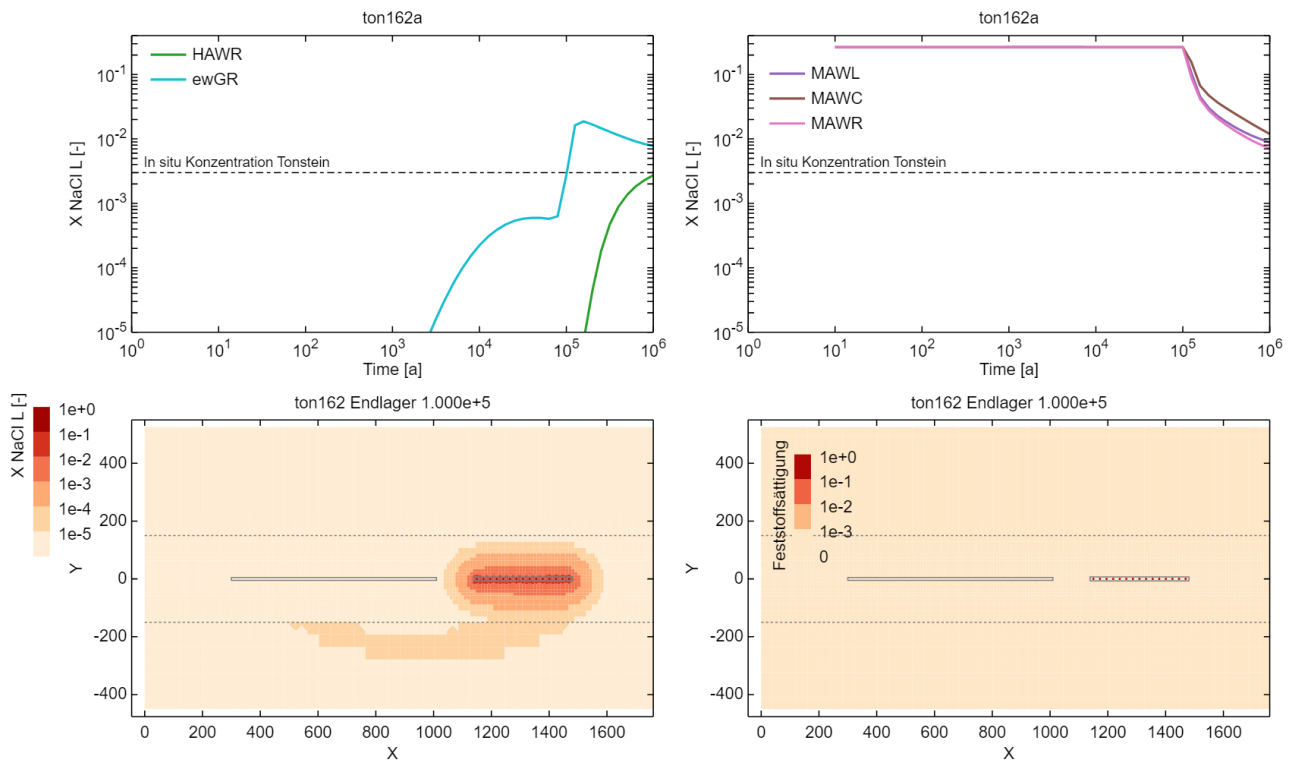 ton162a
HAWR
ewGR
In situ Konzentration Tonstein
X NaCl L [-]
10^-1
10^-2
10^-3
10^-4
10^-5
10^0 10^1 10^2 10^3 10^4 10^5 10^6
Time [a]
ton162a
MAWL
MAWC
MAWR
In situ Konzentration Tonstein
X NaCl L [-]
10^-1
10^-2
10^-3
10^-4
10^-5
10^0 10^1 10^2 10^3 10^4 10^5 10^6
Time [a]
X NaCl L [-]
1e+0
1e-1
1e-2
1e-3
1e-4
1e-5
ton162 Endlager 1.000e+5
Y
400
200
0
-200
-400
0 200 400 600 800 1000 1200 1400 1600
X
ton162 Endlager 1.000e+5
Feststoffsättigung
1e+0
1e-1
1e-2
1e-3
0
Y
400
200
0
-200
-400
0 200 400 600 800 1000 1200 1400 1600
X